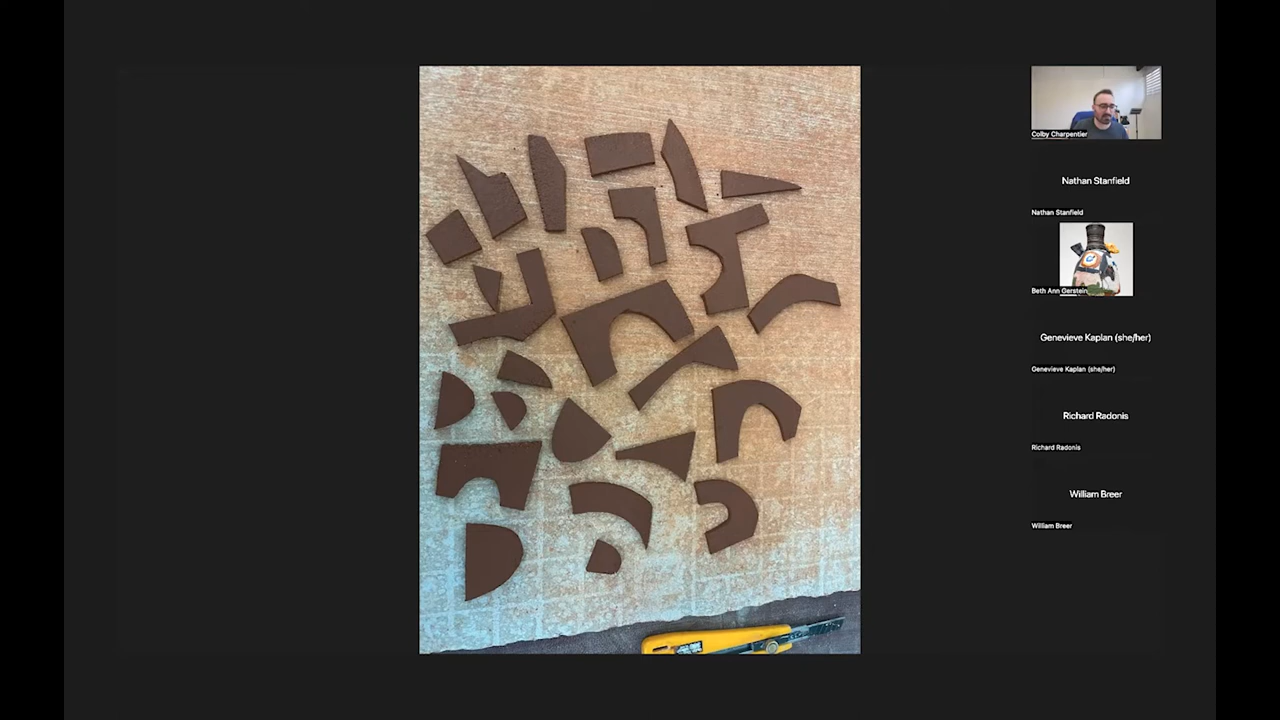 Colby Charpentier
Nathan Stanfield
Nathan Stanfield
Beth Ann Gerstein
Genevieve Kaplan (she/her)
Genevieve Kaplan (she/her)
Richard Radonis
Richard Radonis
William Breer
William Breer